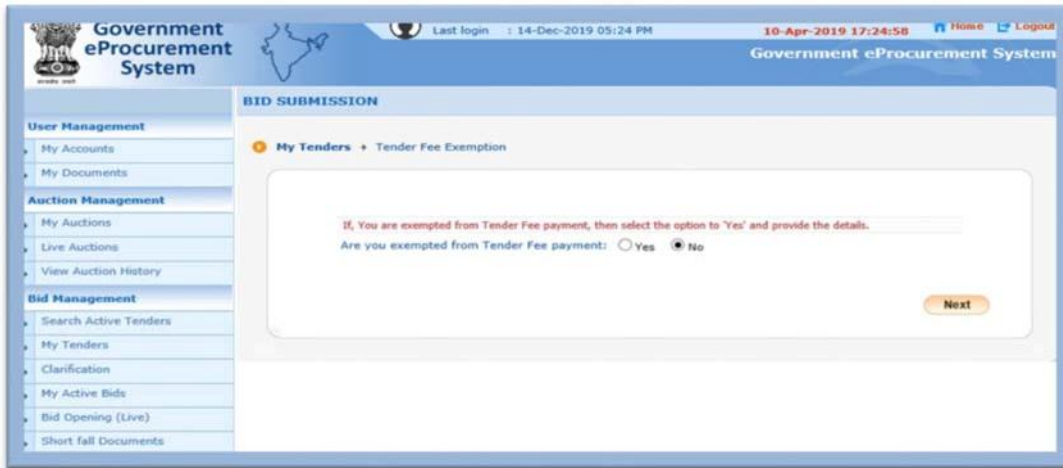 Government
eProcurement
System
Last login : 14-Dec-2019 05:24 PM
10-Apr-2019 17:24:58
Home
Logout
Government eProcurement System
BID SUBMISSION
User Management
My Accounts
My Documents
Auction Management
My Auctions
Live Auctions
View Auction History
Bid Management
Search Active Tenders
My Tenders
Clarification
My Active Bids
Bid Opening (Live)
Short fall Documents
My Tenders Tender Fee Exemption
If, You are exempted from Tender Fee payment, then select the option to 'Yes' and provide the details.
Are you exempted from Tender Fee payment: Yes No
Next